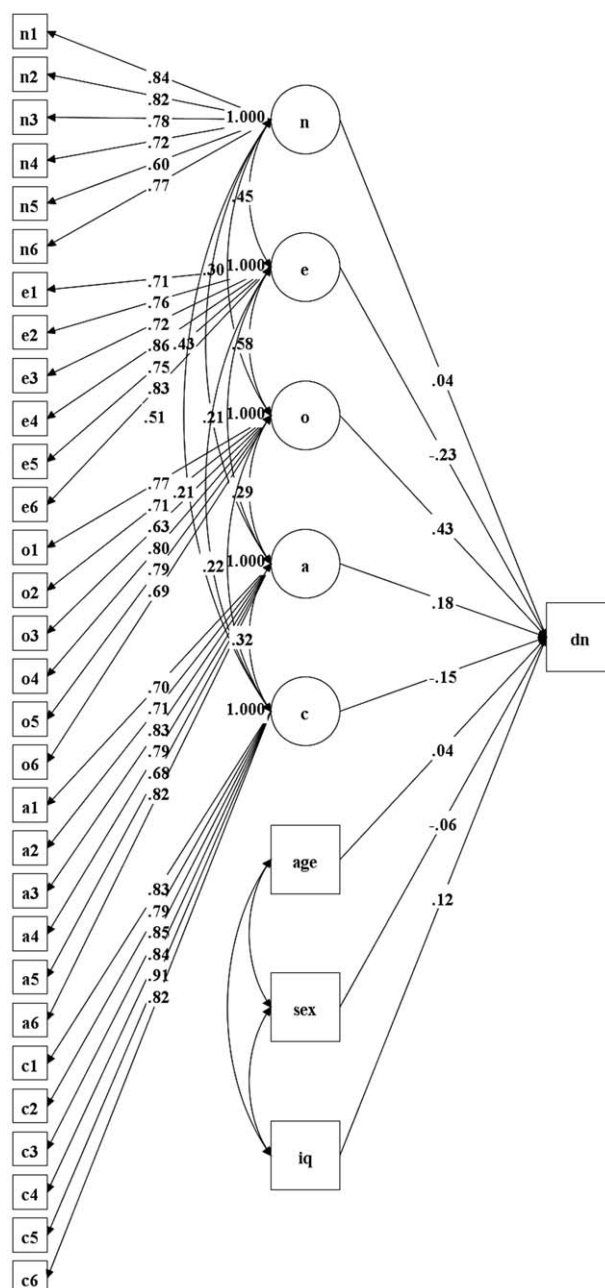 n1
n2
n3
n4
n5
n6
e1
e2
e3
e4
e5
e6
o1
o2
o3
o4
o5
o6
a1
a2
a3
a4
a5
a6
c1
c2
c3
c4
c5
c6
.84
.82
.78
.72
.60
.77
.71
.76
.72
.86
.75
.83
.77
.71
.63
.80
.79
.69
.70
.71
.83
.79
.68
.82
.83
.79
.85
.84
.91
.82
1.000
n
1.000
e
1.000
o
1.000
a
1.000
c
.45
.30
.43
.58
.51
.21
.21
.29
.22
.32
age
sex
iq
.04
-.23
.43
.18
-.15
.04
-.06
.12
dn